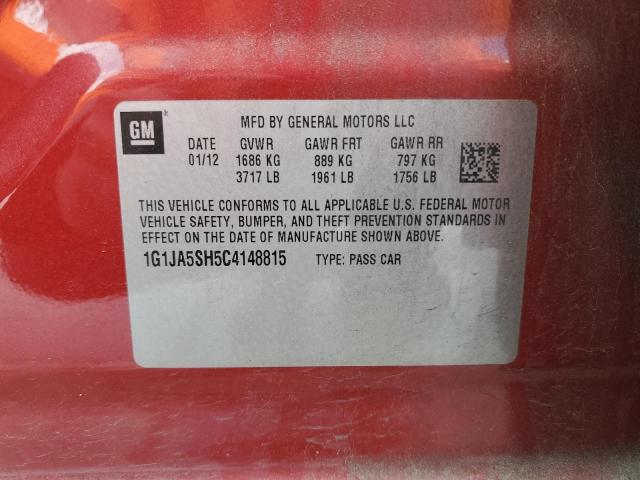 GM
MFD BY GENERAL MOTORS LLC
DATE GVWR GAWR FRT GAWR RR
01/12 1686 KG 889 KG 797 KG
3717 LB 1961 LB 1756 LB
THIS VEHICLE CONFORMS TO ALL APPLICABLE U.S. FEDERAL MOTOR
VEHICLE SAFETY, BUMPER, AND THEFT PREVENTION STANDARDS IN
EFFECT ON THE DATE OF MANUFACTURE SHOWN ABOVE.
1G1JA5SH5C4148815 TYPE: PASS CAR